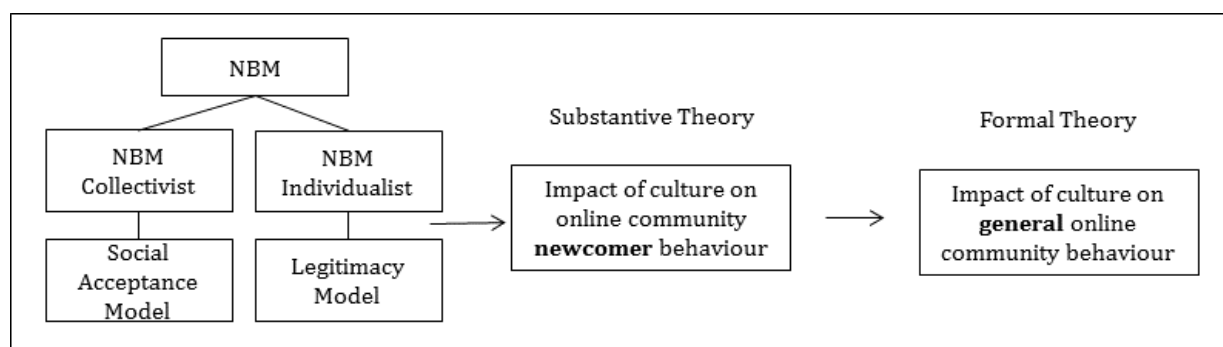 NBM
NBM
Collectivist
NBM
Individualist
Social
Acceptance
Model
Legitimacy
Model
Substantive Theory
Impact of culture on
online community
newcomer behaviour
Formal Theory
Impact of culture on
general online
community behaviour